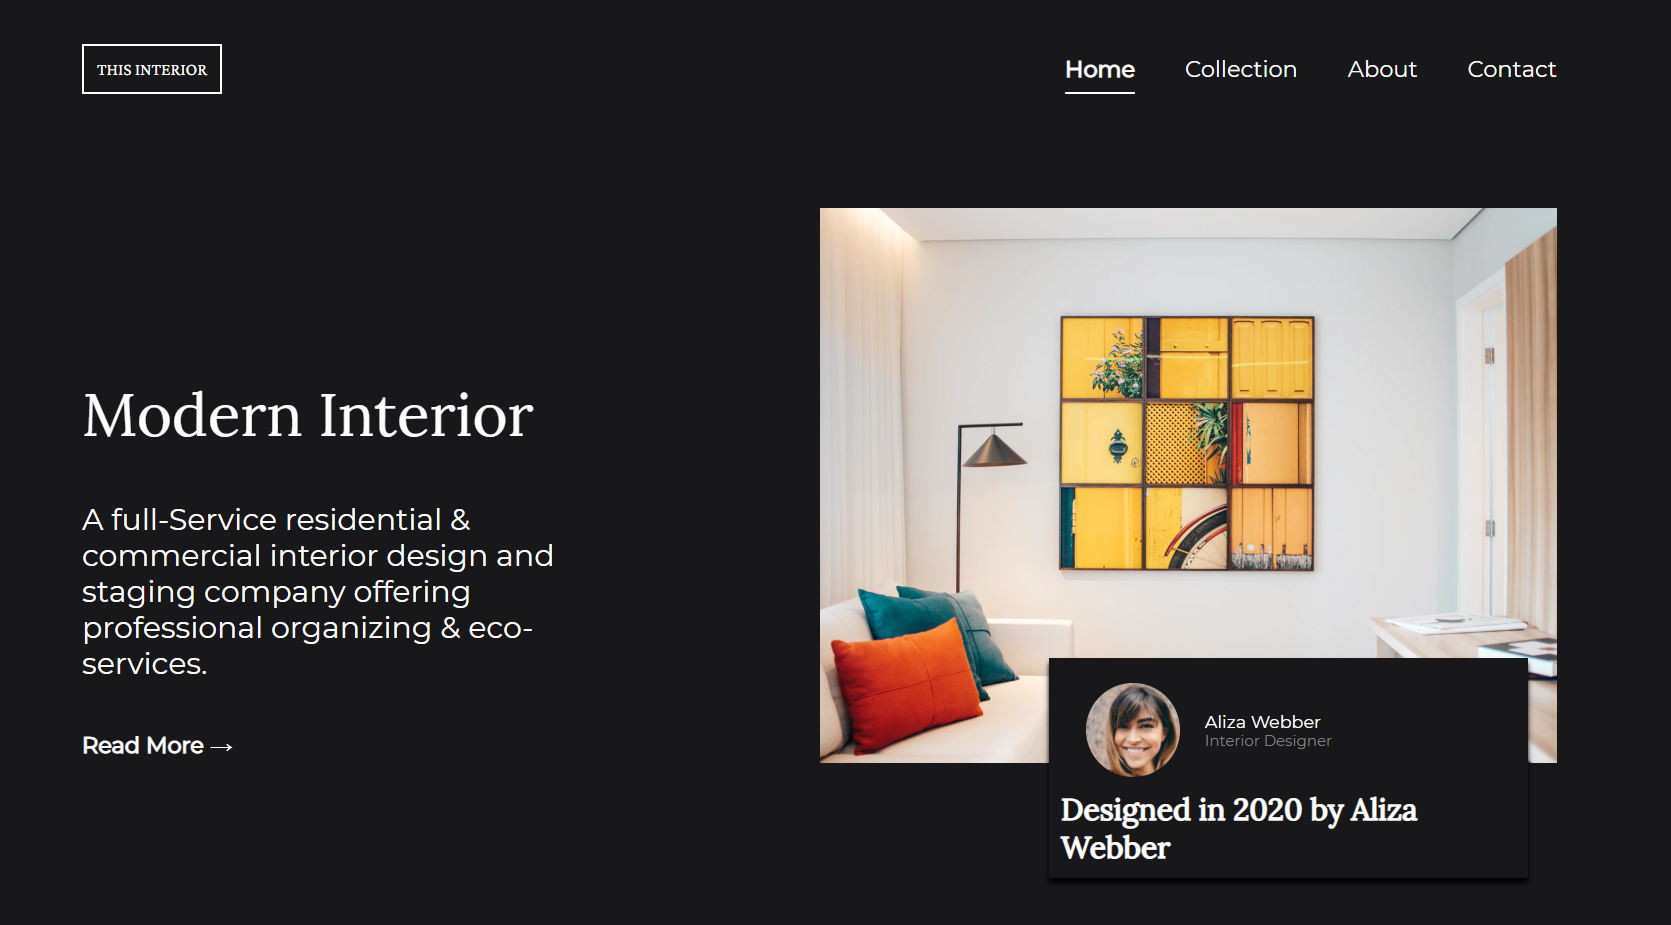 THIS INTERIOR
Home Collection About Contact
Modern Interior
A full-Service residential &
commercial interior design and
staging company offering
professional organizing & eco-
services.
Read More →
Aliza Webber
Interior Designer
Designed in 2020 by Aliza
Webber